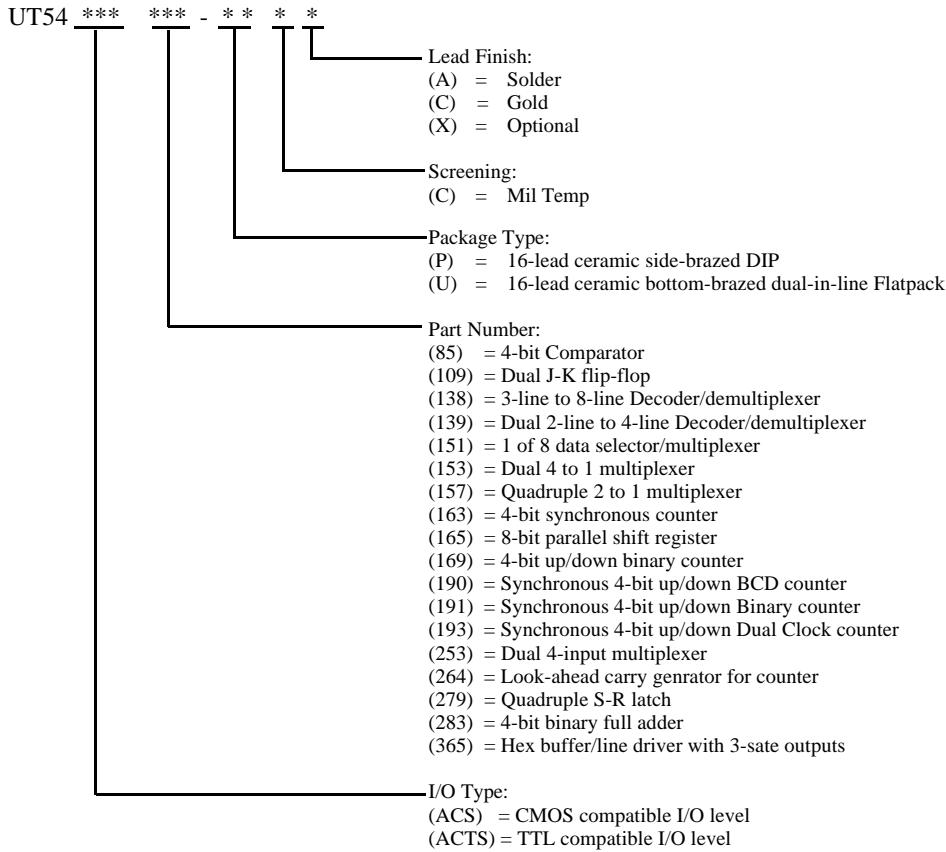 UT54 *** *** - * * * *
Lead Finish:
(A) = Solder
(C) = Gold
(X) = Optional
Screening:
(C) = Mil Temp
Package Type:
(P) = 16-lead ceramic side-brazed DIP
(U) = 16-lead ceramic bottom-brazed dual-in-line Flatpack
Part Number:
(85) = 4-bit Comparator
(109) = Dual J-K flip-flop
(138) = 3-line to 8-line Decoder/demultiplexer
(139) = Dual 2-line to 4-line Decoder/demultiplexer
(151) = 1 of 8 data selector/multiplexer
(153) = Dual 4 to 1 multiplexer
(157) = Quadruple 2 to 1 multiplexer
(163) = 4-bit synchronous counter
(165) = 8-bit parallel shift register
(169) = 4-bit up/down binary counter
(190) = Synchronous 4-bit up/down BCD counter
(191) = Synchronous 4-bit up/down Binary counter
(193) = Synchronous 4-bit up/down Dual Clock counter
(253) = Dual 4-input multiplexer
(264) = Look-ahead carry genrator for counter
(279) = Quadruple S-R latch
(283) = 4-bit binary full adder
(365) = Hex buffer/line driver with 3-sate outputs
I/O Type:
(ACS) = CMOS compatible I/O level
(ACTS) = TTL compatible I/O level